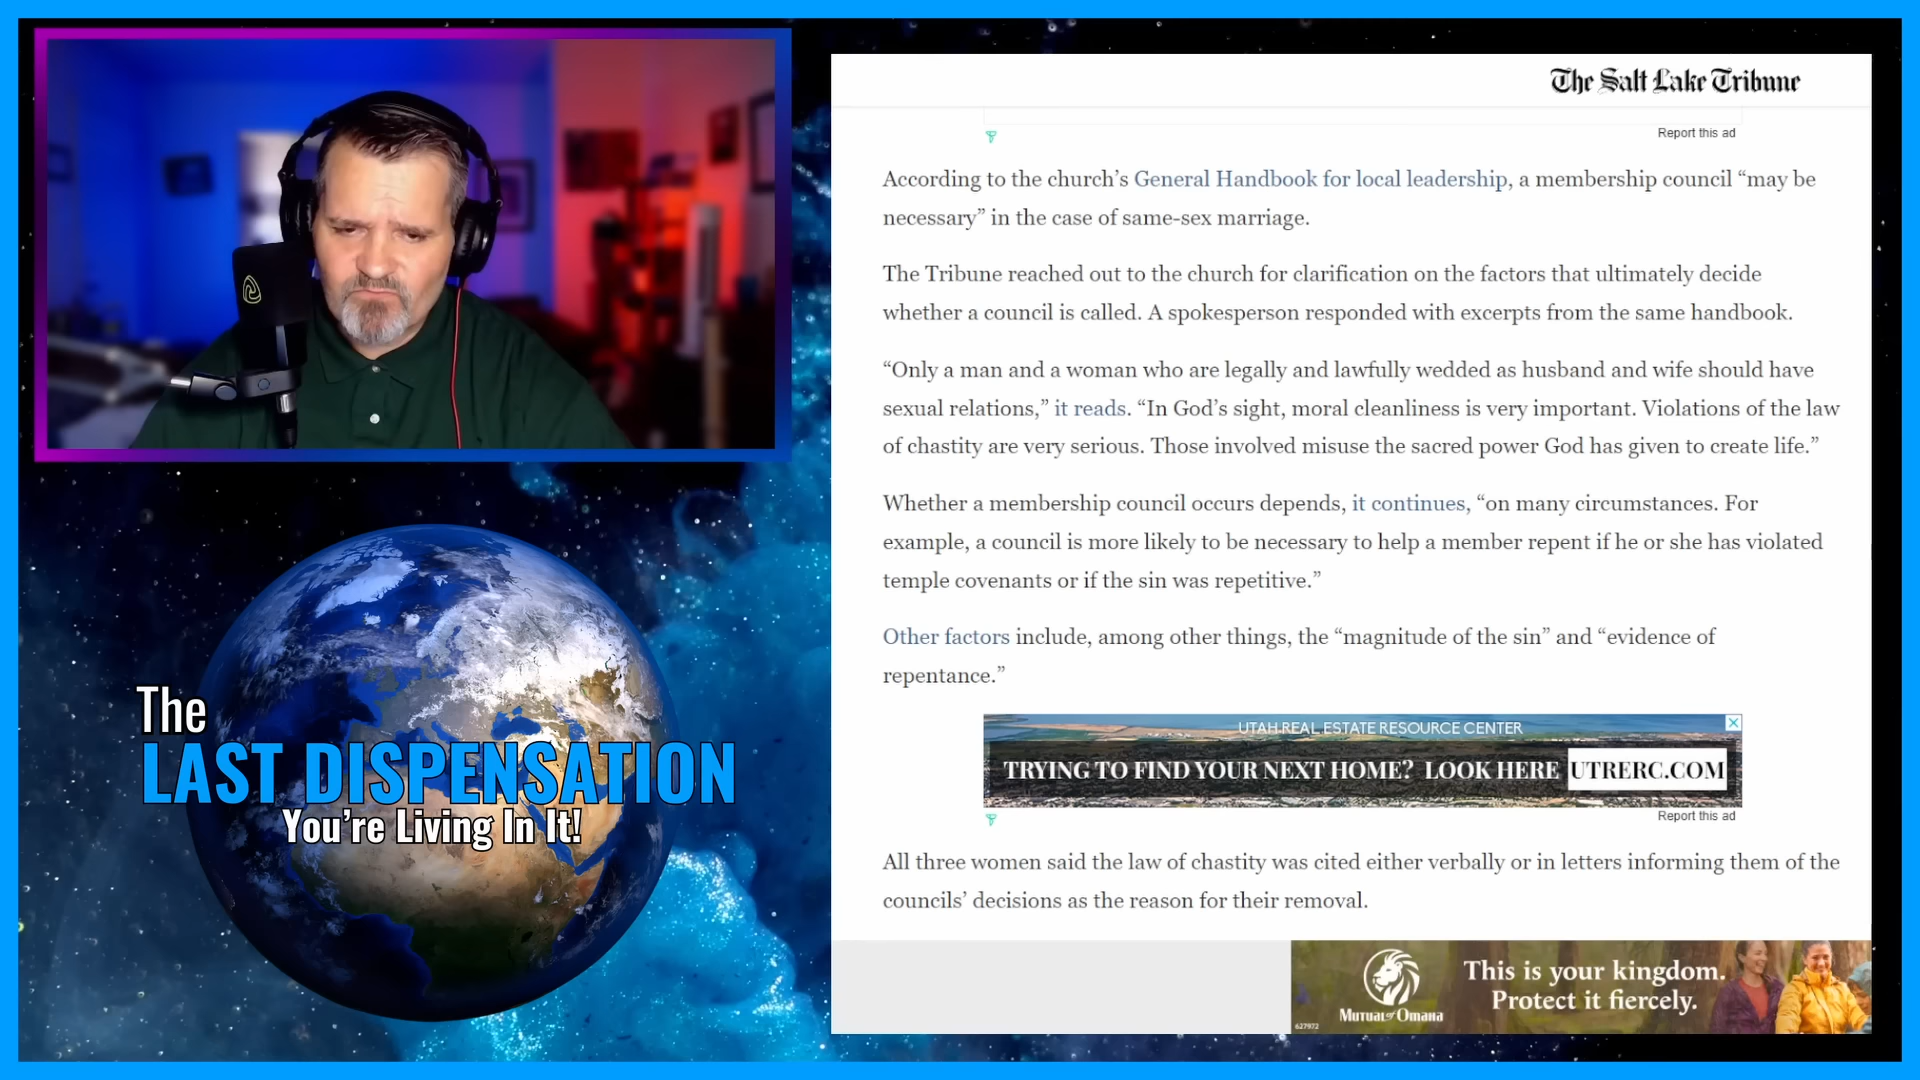 The Salt Lake Tribune
Report this ad
According to the church’s General Handbook for local leadership, a membership council “may be
necessary” in the case of same-sex marriage.
The Tribune reached out to the church for clarification on the factors that ultimately decide
whether a council is called. A spokesperson responded with excerpts from the same handbook.
“Only a man and a woman who are legally and lawfully wedded as husband and wife should have
sexual relations,” it reads. “In God’s sight, moral cleanliness is very important. Violations of the law
of chastity are very serious. Those involved misuse the sacred power God has given to create life.”
Whether a membership council occurs depends, it continues, “on many circumstances. For
example, a council is more likely to be necessary to help a member repent if he or she has violated
temple covenants or if the sin was repetitive.”
Other factors include, among other things, the “magnitude of the sin” and “evidence of
repentance.”
UTAH REAL ESTATE RESOURCE CENTER
TRYING TO FIND YOUR NEXT HOME? LOOK HERE UTRERC.COM
Report this ad
All three women said the law of chastity was cited either verbally or in letters informing them of the
councils’ decisions as the reason for their removal.
This is your kingdom.
Protect it fiercely.
MUTUAL of OMAHA
627972
The
LAST DISPENSATION
You’re Living In It!